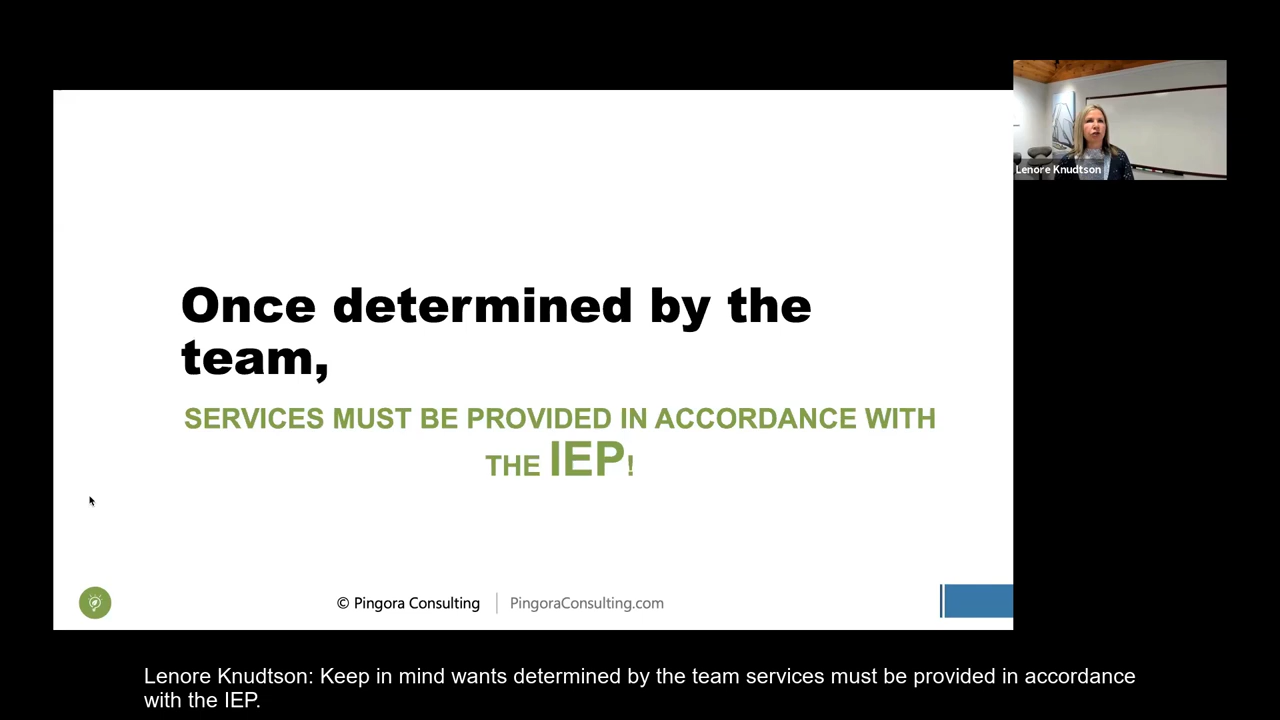 Lenore Knudtson
Once determined by the
team,
SERVICES MUST BE PROVIDED IN ACCORDANCE WITH
THE IEP!
© Pingora Consulting | PingoraConsulting.com
Lenore Knudtson: Keep in mind wants determined by the team services must be provided in accordance
with the IEP.